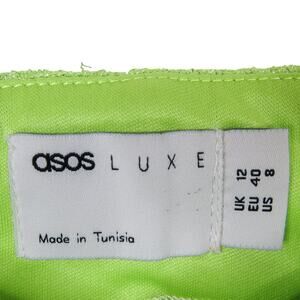 asos LUXE
Made in Tunisia
UK 12
EU 40
US 8